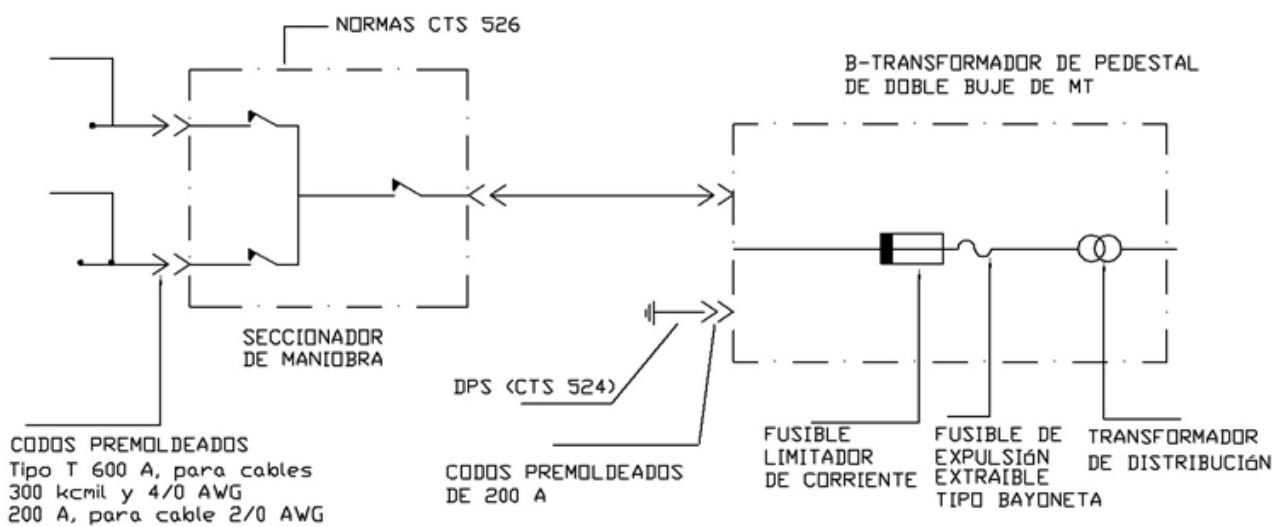 NORMAS CTS 526
B-TRANSFORMADOR DE PEDESTAL
DE DOBLE BUJE DE MT
SECCIONADOR
DE MANIOBRA
DPS (CTS 524)
CODOS PREMOLDEADOS
Tipo T 600 A, para cables
300 kcmil y 4/0 AWG
200 A, para cable 2/0 AWG
CODOS PREMOLDEADOS
DE 200 A
FUSIBLE
LIMITADOR
DE CORRIENTE
FUSIBLE DE
EXPULSIóN
EXTRAIBLE
TIPO BAYONETA
TRANSFORMADOR
DE DISTRIBUCIóN